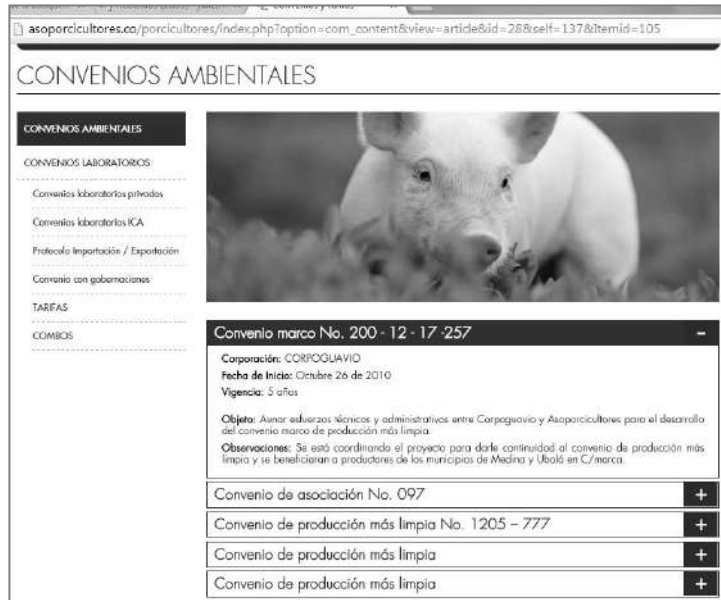 asoporcicultores.co/porcicultores/index.php?option=com_content&view=article&id=28&self=137&Itemid=105
CONVENIOS AMBIENTALES
CONVENIOS AMBIENTALES
CONVENIOS LABORATORIOS
Convenios laboratorios privados
Convenios laboratorios ICA
Protocolo Importación / Exportación
Convenio con gobernaciones
TARIFAS
COMBOS
Convenio marco No. 200 - 12 - 17 -257 -
Corporación: CORPOGUAVIO
Fecha de Inicio: Octubre 26 de 2010
Vigencia: 5 años
Objeto: Aunar esfuerzos técnicos y administrativos entre Corpoguavio y Asoporcicultores para el desarrollo
del convenio marco de producción más limpia.
Observaciones: Se está coordinando el proyecto para darle continuidad al convenio de producción más
limpia y se beneficiaran a productores de los municipios de Medina y Ubalá en C/marca.
Convenio de asociación No. 097 +
Convenio de producción más limpia No. 1205 – 777 +
Convenio de producción más limpia +
Convenio de producción más limpia +